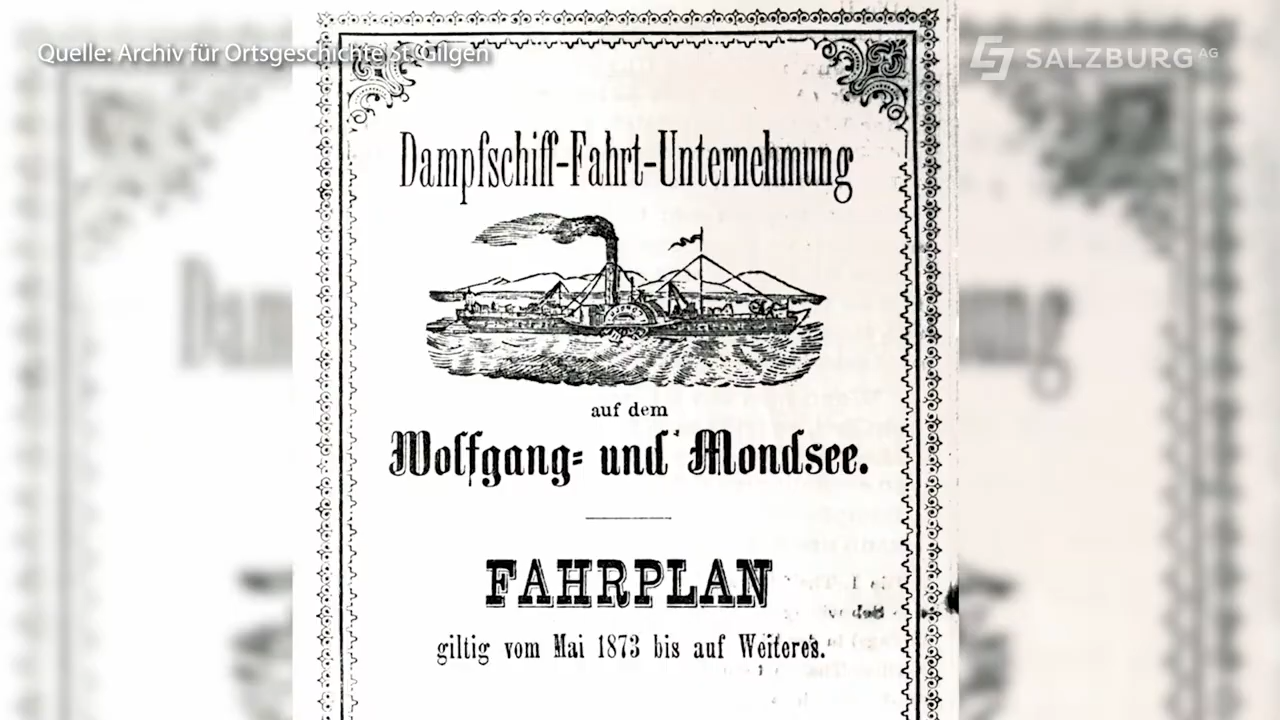 Quelle: Archiv für Ortsgeschichte St. Gilgen
SALZBURG AG
Dampfschiff-Fahrt-Unternehmung
auf dem
Wolfgang- und Mondsee.
FAHRPLAN
giltig vom Mai 1873 bis auf Weiteres.